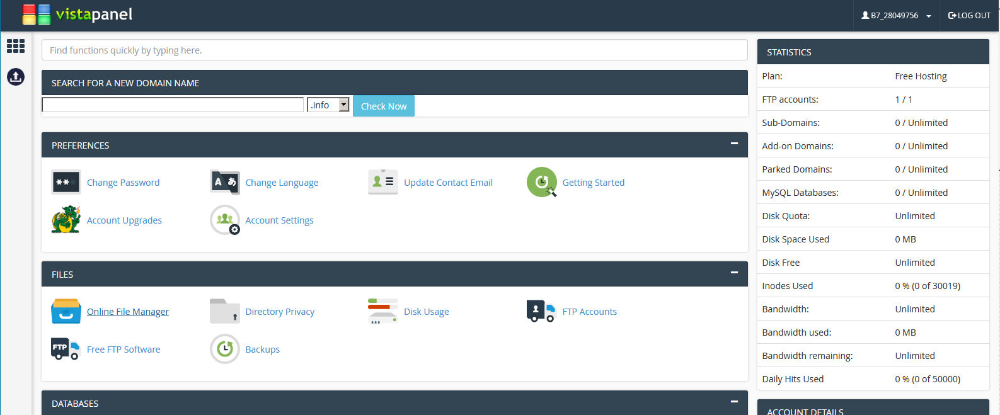 vistapanel
B7_28049756
LOG OUT
Find functions quickly by typing here.
SEARCH FOR A NEW DOMAIN NAME
.info
Check Now
PREFERENCES
Change Password
Change Language
Update Contact Email
Getting Started
Account Upgrades
Account Settings
FILES
Online File Manager
Directory Privacy
Disk Usage
FTP Accounts
FTP
Free FTP Software
Backups
DATABASES
STATISTICS
Plan: Free Hosting
FTP accounts: 1 / 1
Sub-Domains: 0 / Unlimited
Add-on Domains: 0 / Unlimited
Parked Domains: 0 / Unlimited
MySQL Databases: 0 / Unlimited
Disk Quota: Unlimited
Disk Space Used 0 MB
Disk Free Unlimited
Inodes Used 0 % (0 of 30019)
Bandwidth: Unlimited
Bandwidth used: 0 MB
Bandwidth remaining: Unlimited
Daily Hits Used 0 % (0 of 50000)
ACCOUNT DETAILS